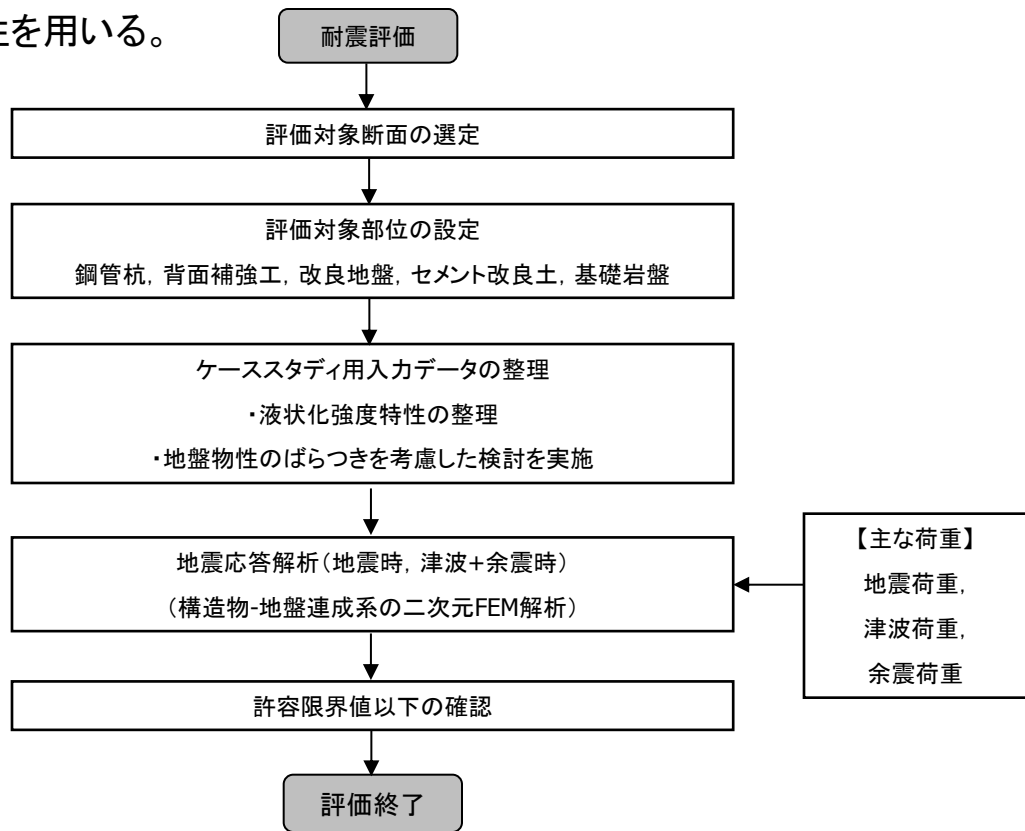 性を用いる。
耐震評価
評価対象断面の選定
評価対象部位の設定
鋼管杭, 背面補強工, 改良地盤, セメント改良土, 基礎岩盤
ケーススタディ用入力データの整理
・液状化強度特性の整理
・地盤物性のばらつきを考慮した検討を実施
地震応答解析（地震時, 津波+余震時）
（構造物-地盤連成系の二次元FEM解析）
【主な荷重】
地震荷重,
津波荷重,
余震荷重
許容限界値以下の確認
評価終了